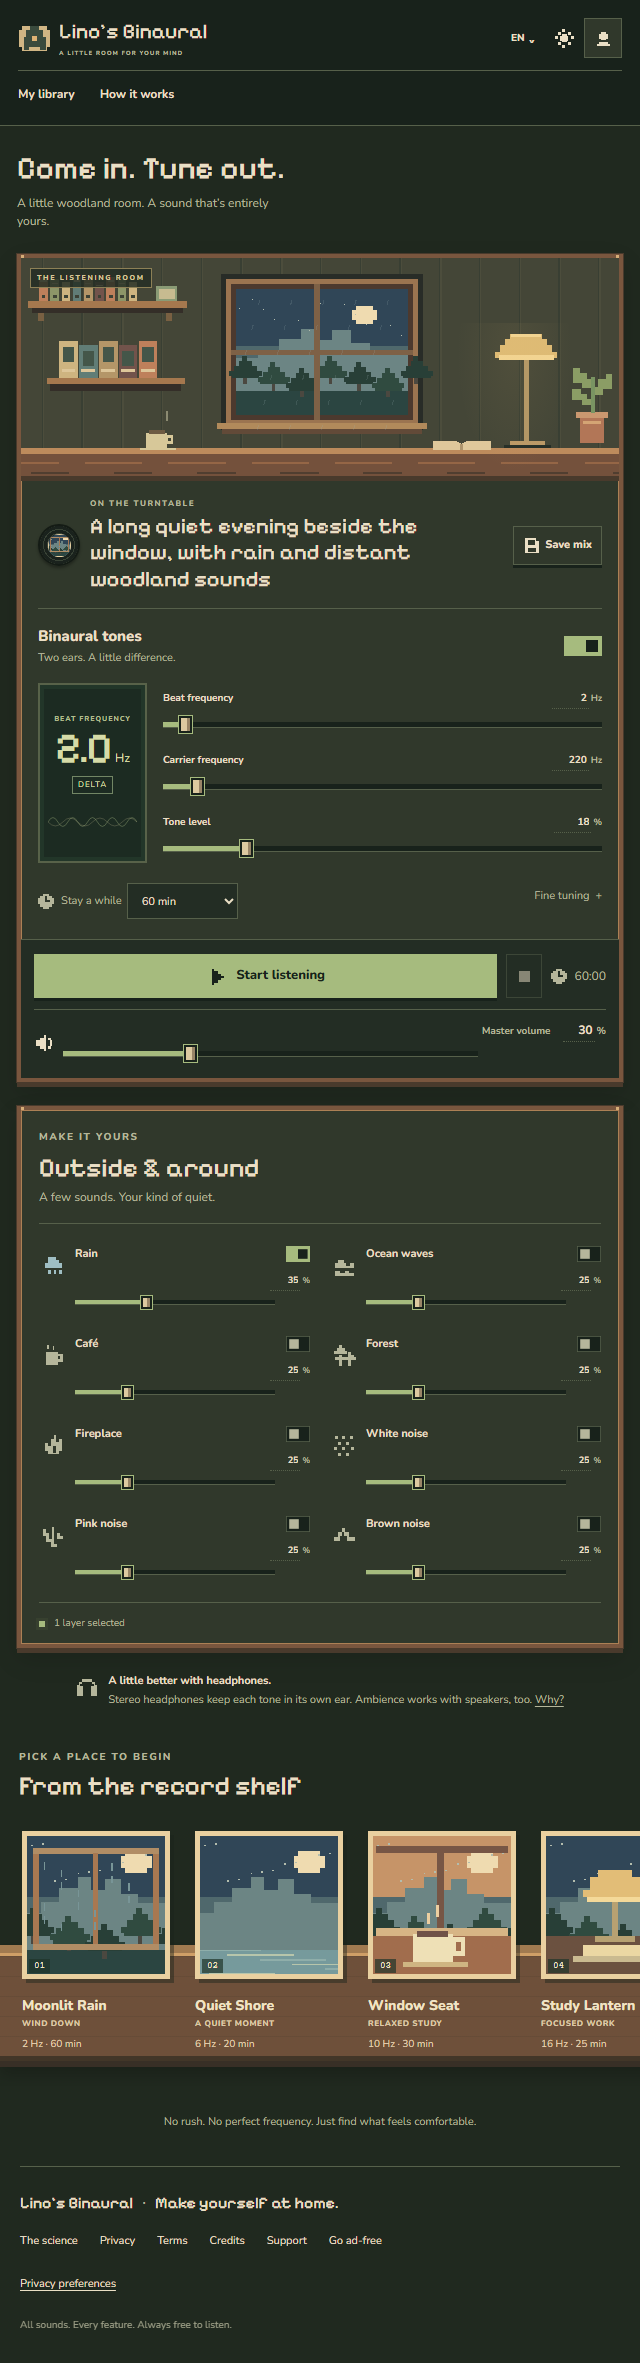 Lino's Binaural
A LITTLE ROOM FOR YOUR MIND
EN
My library
How it works
Come in. Tune out.
A little woodland room. A sound that's entirely
yours.
THE LISTENING ROOM
ON THE TURNTABLE
A long quiet evening beside the
window, with rain and distant
woodland sounds
Save mix
Binaural tones
Two ears. A little difference.
BEAT FREQUENCY
2.0 Hz
DELTA
Beat frequency
2 Hz
Carrier frequency
220 Hz
Tone level
18 %
Stay a while
60 min
Fine tuning +
Start listening
60:00
Master volume
30 %
MAKE IT YOURS
Outside & around
A few sounds. Your kind of quiet.
Rain
35 %
Ocean waves
25 %
Café
25 %
Forest
25 %
Fireplace
25 %
White noise
25 %
Pink noise
25 %
Brown noise
25 %
1 layer selected
A little better with headphones.
Stereo headphones keep each tone in its own ear. Ambience works with speakers, too. Why?
PICK A PLACE TO BEGIN
From the record shelf
01
Moonlit Rain
WIND DOWN
2 Hz · 60 min
02
Quiet Shore
A QUIET MOMENT
6 Hz · 20 min
03
Window Seat
RELAXED STUDY
10 Hz · 30 min
04
Study Lantern
FOCUSED WORK
16 Hz · 25 min
No rush. No perfect frequency. Just find what feels comfortable.
Lino's Binaural · Make yourself at home.
The science
Privacy
Terms
Credits
Support
Go ad-free
Privacy preferences
All sounds. Every feature. Always free to listen.